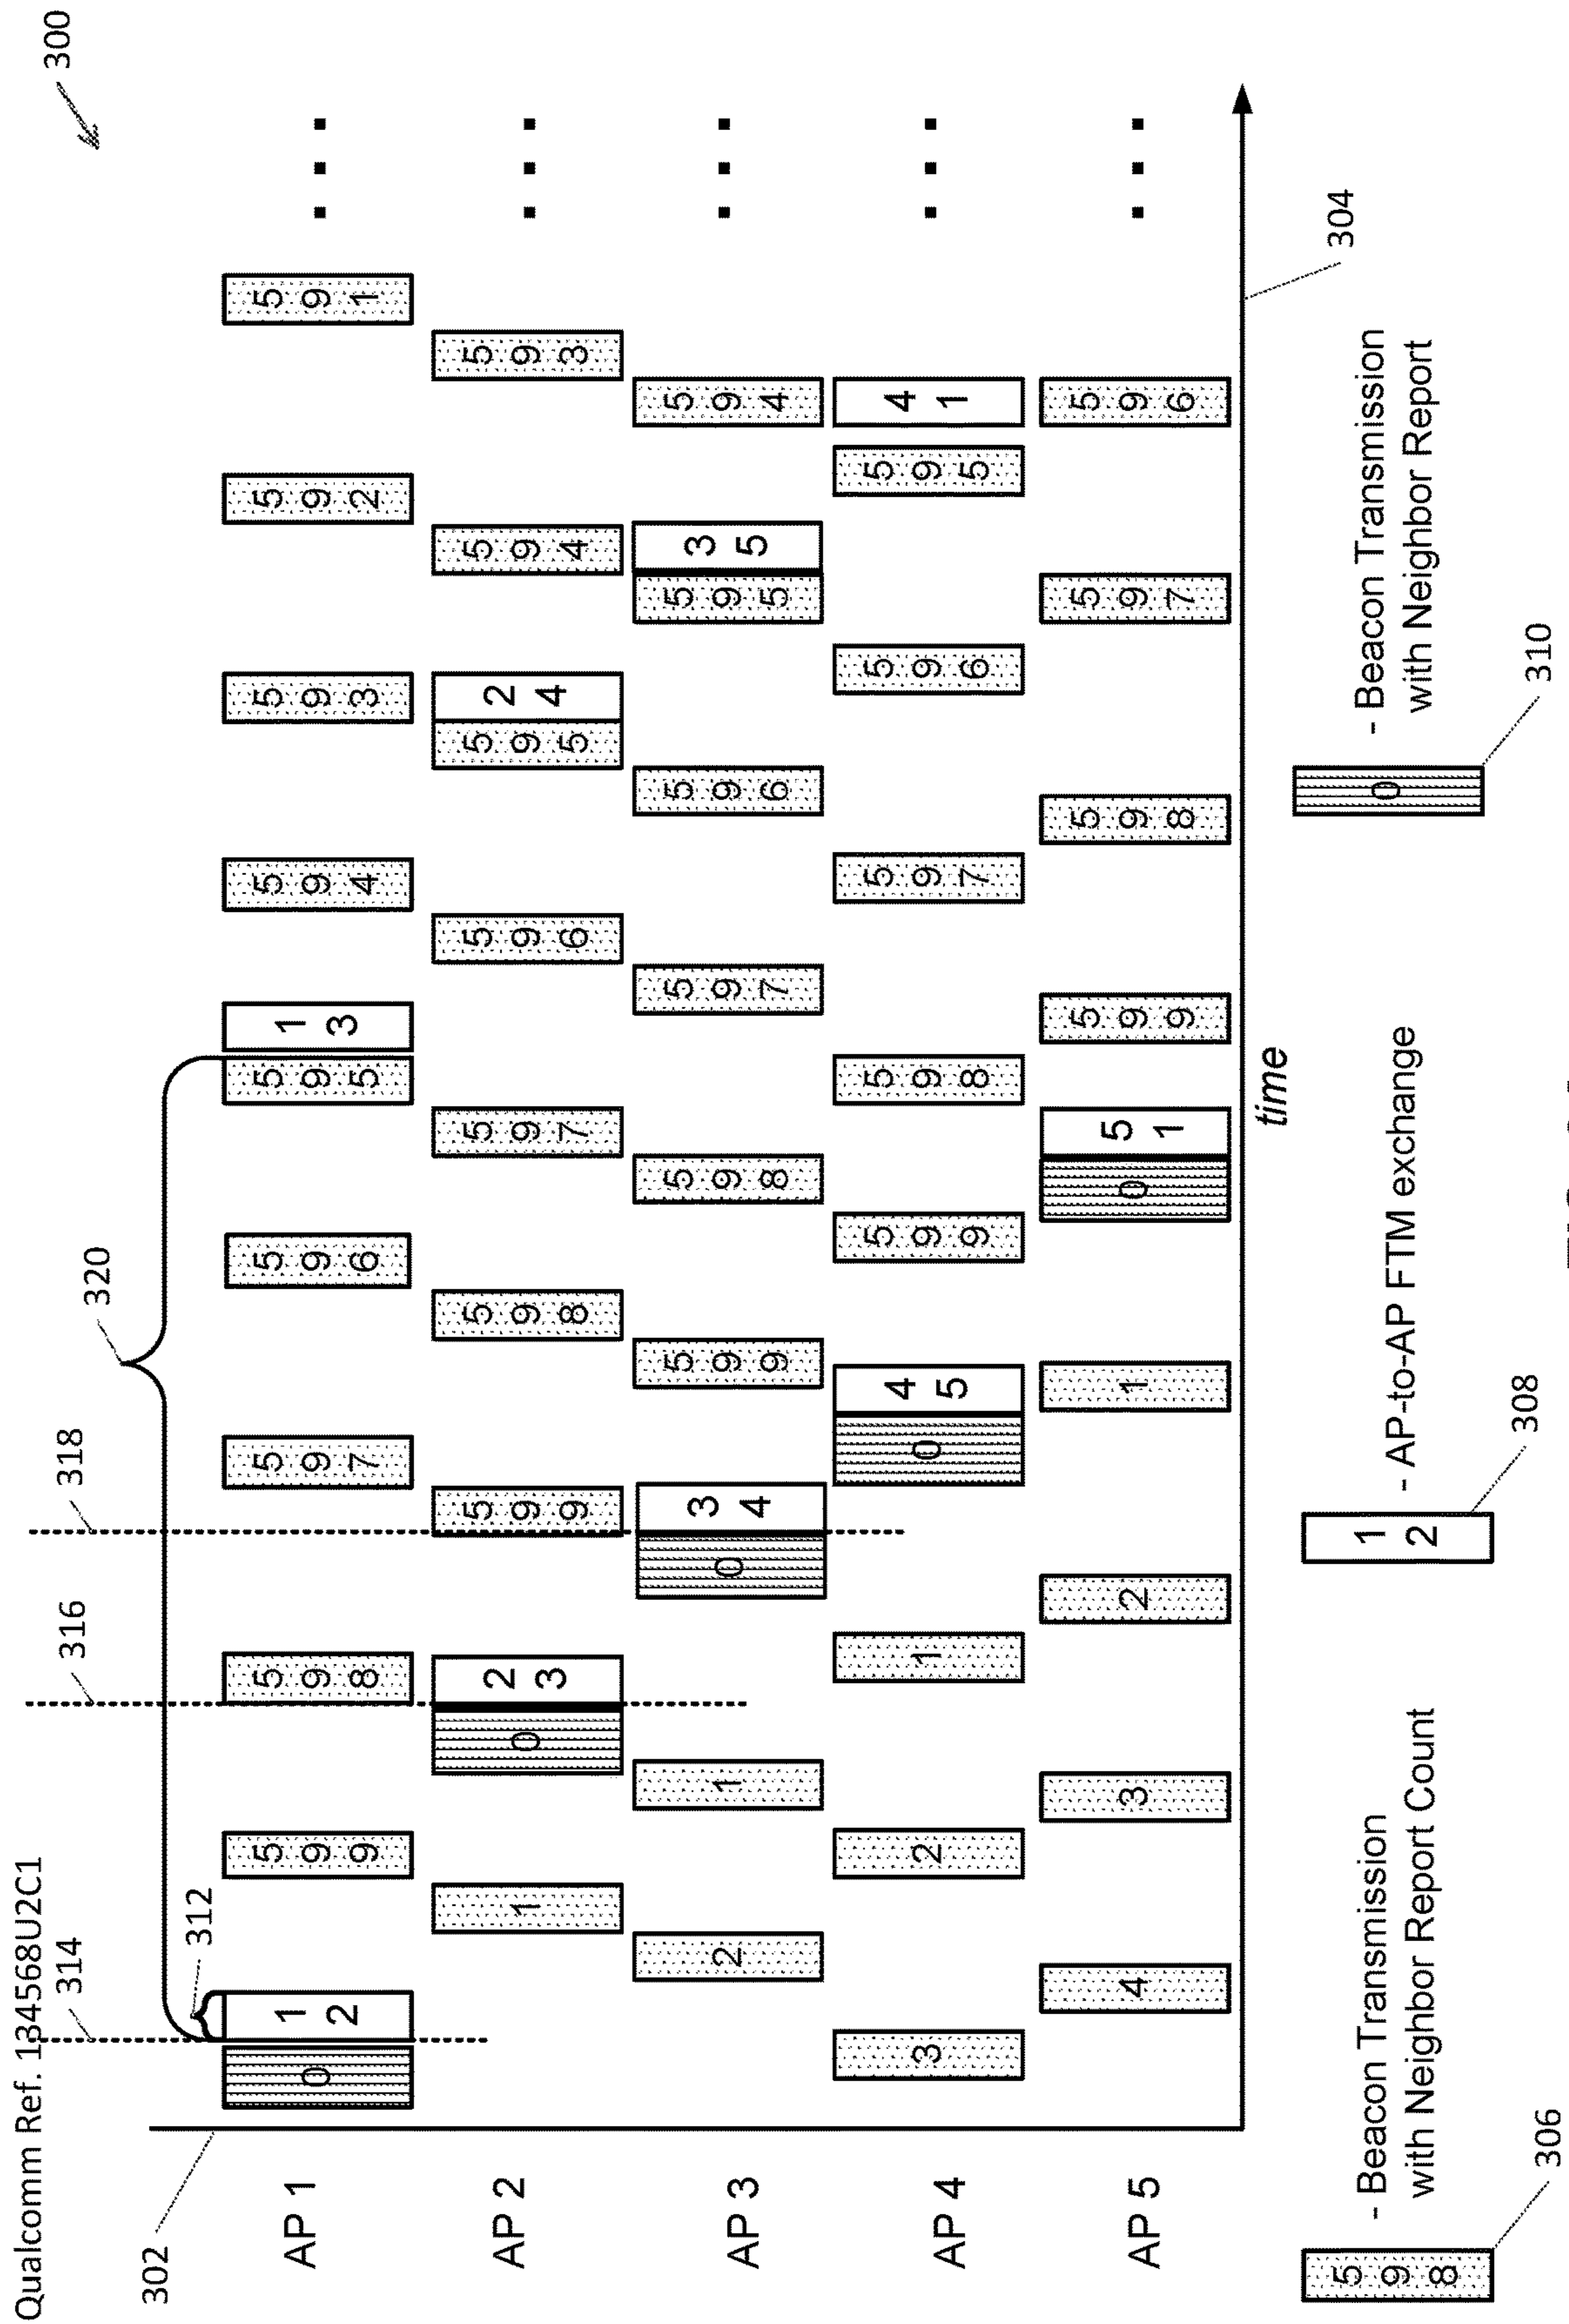 Qualcomm Ref. 134568U2C1
300
302
314
312
316
318
320
AP 1 0 1 2 5 9 9 5 9 8 5 9 7 5 9 6 5 9 5 1 3 5 9 4 5 9 3 5 9 2 5 9 1
AP 2 1 0 2 3 5 9 9 5 9 8 5 9 7 5 9 6 5 9 5 2 4 5 9 4 5 9 3
AP 3 2 1 0 3 4 5 9 9 5 9 8 5 9 7 5 9 6 5 9 5 3 5 5 9 4
AP 4 3 2 1 0 4 5 5 9 9 5 9 8 5 9 7 5 9 6 5 9 5 4 1
AP 5 4 3 2 1 0 5 1 5 9 9 5 9 8 5 9 7 5 9 6
time
304
5 9 8
- Beacon Transmission
with Neighbor Report Count
306
1 2
- AP-to-AP FTM exchange
308
0
- Beacon Transmission
with Neighbor Report
310